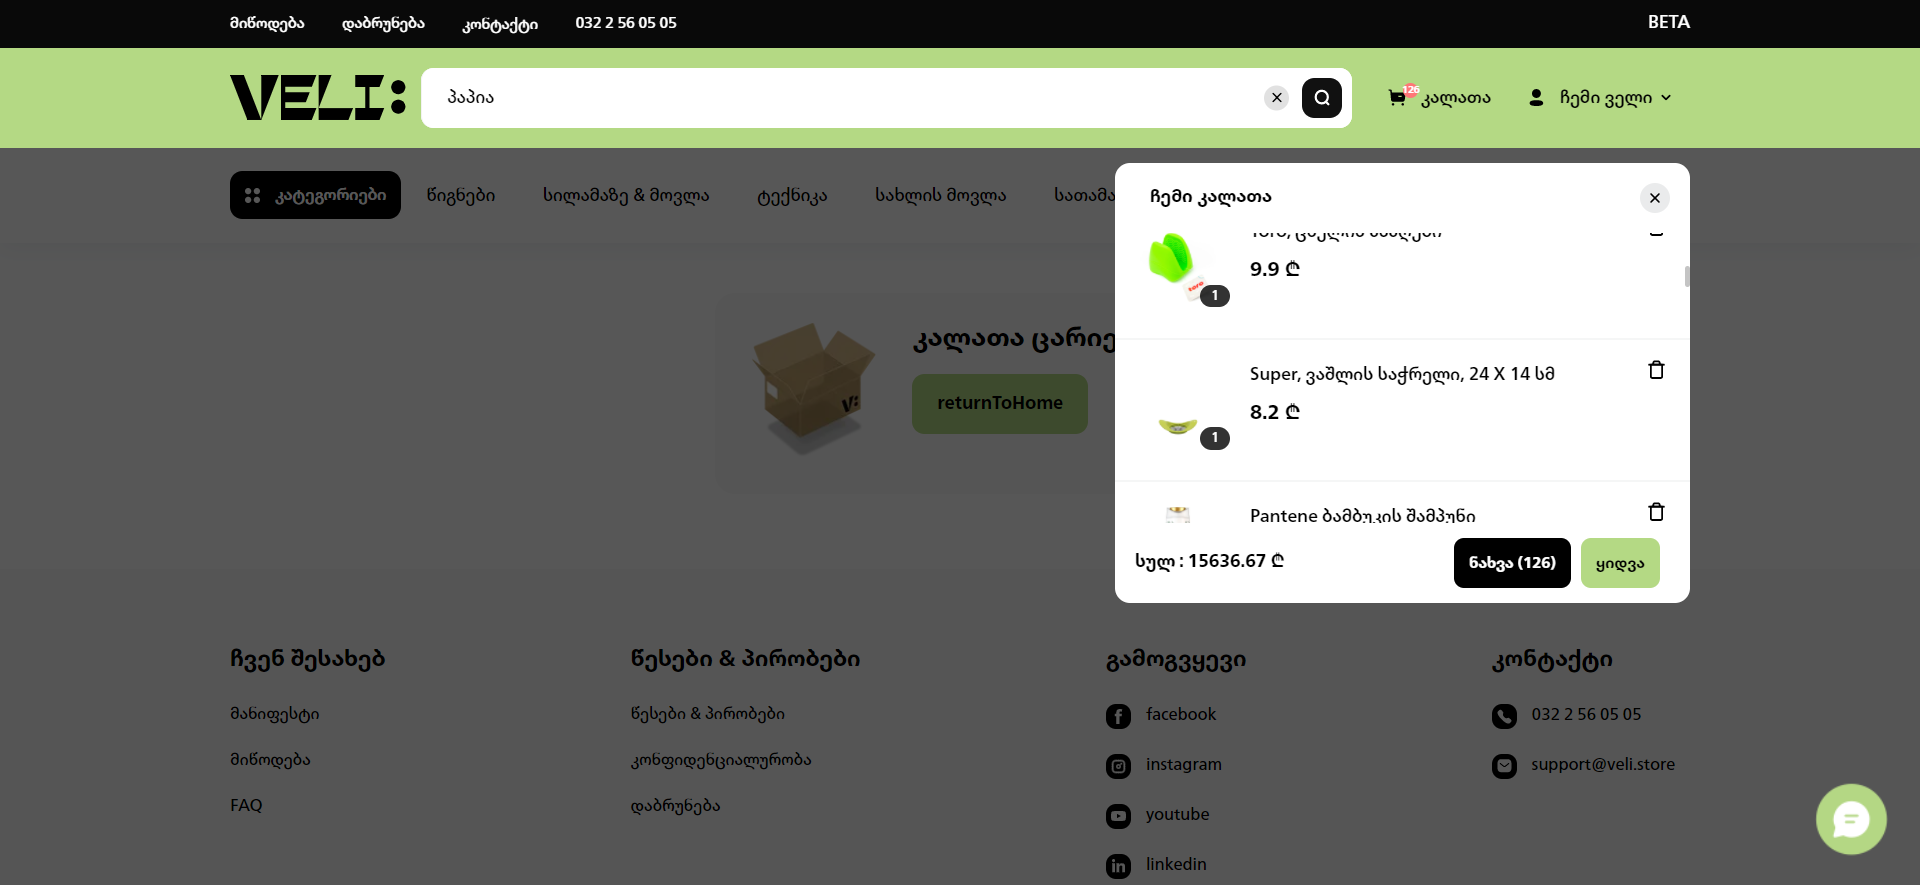 მიწოდება
დაბრუნება
კონტაქტი
032 2 56 05 05
BETA
VELI:
პაპია
126
კალათა
ჩემი ველი
კატეგორიები
წიგნები
სილამაზე & მოვლა
ტექნიკა
სახლის მოვლა
სათამა
ჩემი კალათა
9.9 ₾
1
Super, ვაშლის საჭრელი, 24 X 14 სმ
8.2 ₾
1
Pantene ბამბუკის შამპუნი
სულ : 15636.67 ₾
ნახვა (126)
ყიდვა
კალათა ცარიე
returnToHome
ჩვენ შესახებ
მანიფესტი
მიწოდება
FAQ
წესები & პირობები
წესები & პირობები
კონფიდენციალურობა
დაბრუნება
გამოგვყევი
facebook
instagram
youtube
linkedin
კონტაქტი
032 2 56 05 05
support@veli.store